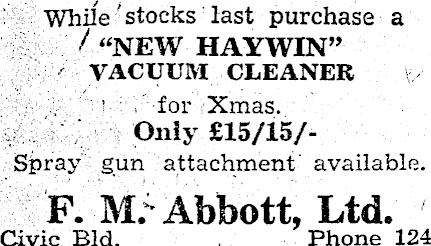 While stocks last purchase a
“NEW HAYWIN”
VACUUM CLEANER
for Xmas.
Only £15/15/-
Spray gun attachment available.
F. M. Abbott, Ltd.
Civic Bld. Phone 124